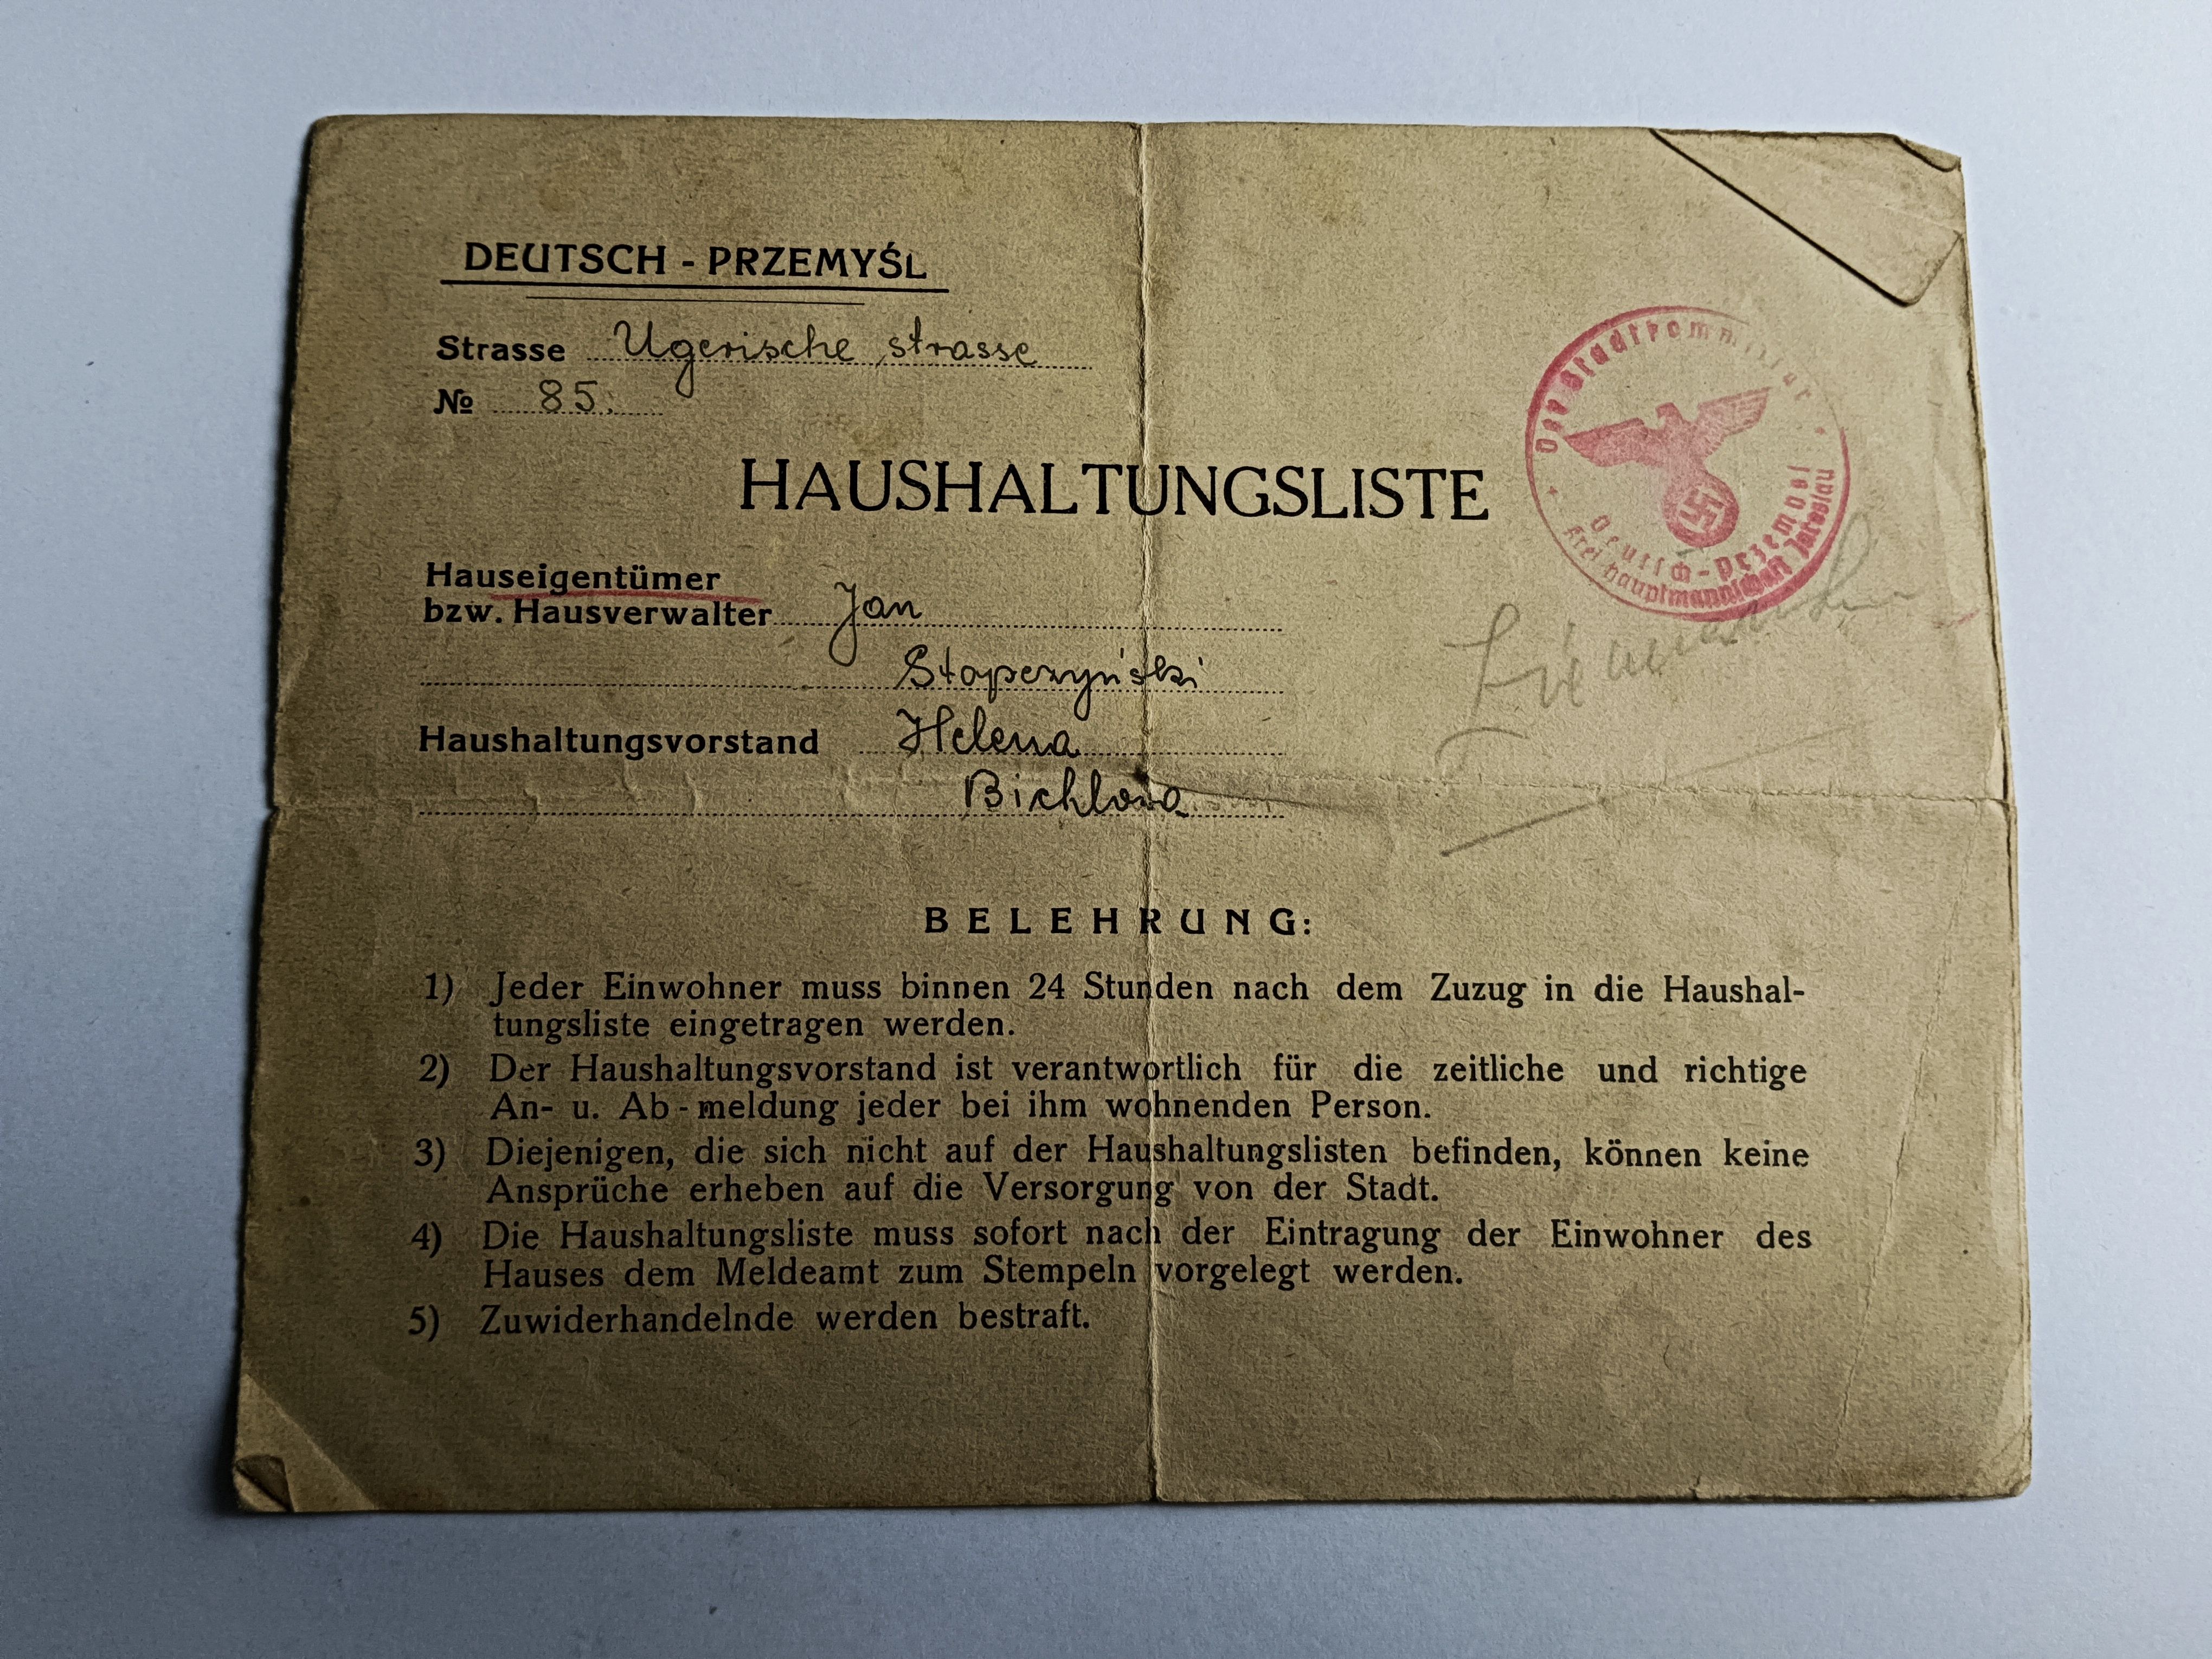 DEUTSCH - PRZEMYŚL
Strasse Ugerische strasse
№ 85.
Der Stadtkommissar
Deutsch-Przemysl
Kreishauptmannschaft Jaroslau
HAUSHALTUNGSLISTE
Hauseigentümer
bzw. Hausverwalter Jan
Stopczyński
Haushaltungsvorstand Helena
Bichlowa
BELEHRUNG:
1) Jeder Einwohner muss binnen 24 Stunden nach dem Zuzug in die Haushal-
tungsliste eingetragen werden.
2) Der Haushaltungsvorstand ist verantwortlich für die zeitliche und richtige
An- u. Ab-meldung jeder bei ihm wohnenden Person.
3) Diejenigen, die sich nicht auf der Haushaltungslisten befinden, können keine
Ansprüche erheben auf die Versorgung von der Stadt.
4) Die Haushaltungsliste muss sofort nach der Eintragung der Einwohner des
Hauses dem Meldeamt zum Stempeln vorgelegt werden.
5) Zuwiderhandelnde werden bestraft.